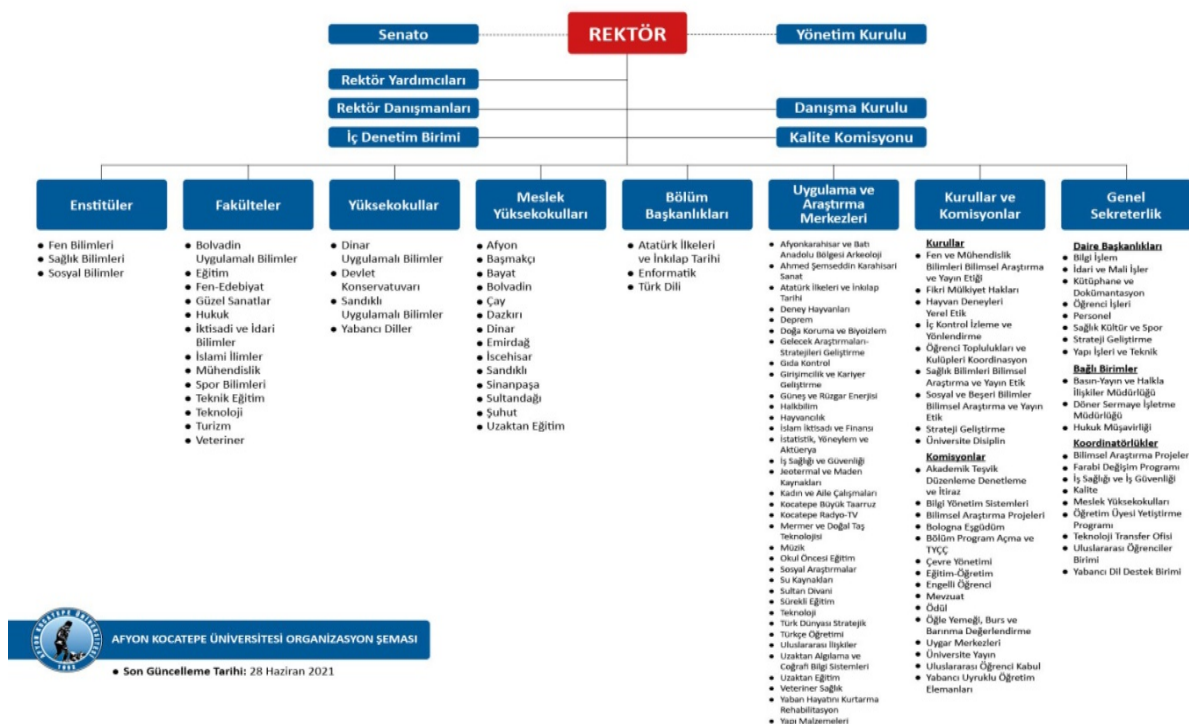 Senato
REKTÖR
Yönetim Kurulu
Rektör Yardımcıları
Rektör Danışmanları
Danışma Kurulu
İç Denetim Birimi
Kalite Komisyonu
Enstitüler
• Fen Bilimleri
• Sağlık Bilimleri
• Sosyal Bilimler
Fakülteler
• Bolvadin
Uygulamalı Bilimler
• Eğitim
• Fen-Edebiyat
• Güzel Sanatlar
• Hukuk
• İktisadi ve İdari
Bilimler
• İslami İlimler
• Mühendislik
• Spor Bilimleri
• Teknik Eğitim
• Teknoloji
• Turizm
• Veteriner
Yüksekokullar
• Dinar
Uygulamalı Bilimler
• Devlet
Konservatuvarı
• Sandıklı
Uygulamalı Bilimler
• Yabancı Diller
Meslek
Yüksekokulları
• Afyon
• Başmakçı
• Bayat
• Bolvadin
• Çay
• Dazkırı
• Dinar
• Emirdağ
• İscehisar
• Sandıklı
• Sinanpaşa
• Sultandağı
• Şuhut
• Uzaktan Eğitim
Bölüm
Başkanlıkları
• Atatürk İlkeleri
ve İnkılap Tarihi
• Enformatik
• Türk Dili
Uygulama ve
Araştırma
Merkezleri
• Afyonkarahisar ve Batı
Anadolu Bölgesi Arkeoloji
• Ahmed Şemseddin Karahisari
Sanat
• Atatürk İlkeleri ve İnkılap
Tarihi
• Deney Hayvanları
• Deprem
• Doğa Koruma ve Biyoizlem
• Gelecek Araştırmaları-
Stratejileri Geliştirme
• Gıda Kontrol
• Girişimcilik ve Kariyer
Geliştirme
• Güneş ve Rüzgar Enerjisi
• Halkbilim
• Hayvancılık
• İslam İktisadı ve Finansı
• İstatistik, Yöneylem ve
Aktüerya
• İş Sağlığı ve Güvenliği
• Jeotermal ve Maden
Kaynakları
• Kadın ve Aile Çalışmaları
• Kocatepe Büyük Taarruz
• Kocatepe Radyo-TV
• Mermer ve Doğal Taş
Teknolojisi
• Müzik
• Okul Öncesi Eğitim
• Sosyal Araştırmalar
• Su Kaynakları
• Sultan Divani
• Sürekli Eğitim
• Teknoloji
• Türk Dünyası Stratejik
• Türkçe Öğretimi
• Uluslararası İlişkiler
• Uzaktan Algılama ve
Coğrafi Bilgi Sistemleri
• Uzaktan Eğitim
• Veteriner Sağlık
• Yaban Hayatını Kurtarma
Rehabilitasyon
• Yapı Malzemeleri
Kurullar ve
Komisyonlar
Kurullar
• Fen ve Mühendislik
Bilimleri Bilimsel Araştırma
ve Yayın Etiği
• Fikri Mülkiyet Hakları
• Hayvan Deneyleri
Yerel Etik
• İç Kontrol İzleme ve
Yönlendirme
• Öğrenci Toplulukları ve
Kulüpleri Koordinasyon
• Sağlık Bilimleri Bilimsel
Araştırma ve Yayın Etik
• Sosyal ve Beşeri Bilimler
Bilimsel Araştırma ve Yayın
Etik
• Strateji Geliştirme
• Üniversite Disiplin
Komisyonlar
• Akademik Teşvik
Düzenleme Denetleme
ve İtiraz
• Bilgi Yönetim Sistemleri
• Bilimsel Araştırma Projeleri
• Bologna Eşgüdüm
• Bölüm Program Açma ve
TYÇÇ
• Çevre Yönetimi
• Eğitim-Öğretim
• Engelli Öğrenci
• Mevzuat
• Ödül
• Öğle Yemeği, Burs ve
Barınma Değerlendirme
• Uygar Merkezleri
• Üniversite Yayın
• Uluslararası Öğrenci Kabul
• Yabancı Uyruklu Öğretim
Elemanları
Genel
Sekreterlik
Daire Başkanlıkları
• Bilgi İşlem
• İdari ve Mali İşler
• Kütüphane ve
Dokümantasyon
• Öğrenci İşleri
• Personel
• Sağlık Kültür ve Spor
• Strateji Geliştirme
• Yapı İşleri ve Teknik
Bağlı Birimler
• Basın-Yayın ve Halkla
İlişkiler Müdürlüğü
• Döner Sermaye İşletme
Müdürlüğü
• Hukuk Müşavirliği
Koordinatörlükler
• Bilimsel Araştırma Projeler
• Farabi Değişim Programı
• İş Sağlığı ve İş Güvenliği
• Kalite
• Meslek Yüksekokulları
• Öğretim Üyesi Yetiştirme
Programı
• Teknoloji Transfer Ofisi
• Uluslararası Öğrenciler
Birimi
• Yabancı Dil Destek Birimi
AFYON KOCATEPE ÜNİVERSİTESİ
1992
AFYON KOCATEPE ÜNİVERSİTESİ ORGANİZASYON ŞEMASI
• Son Güncelleme Tarihi: 28 Haziran 2021